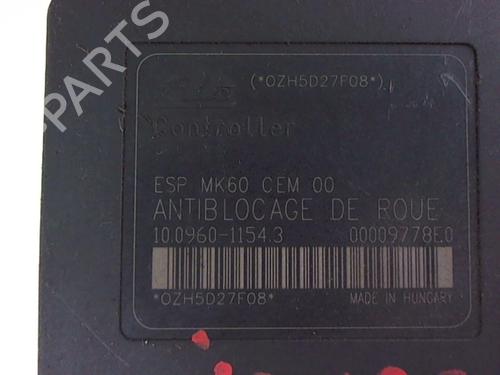 ate (*OZH5D27F08*)
Controller
ESP MK60 CEM 00
ANTIBLOCAGE DE ROUE
10.0960-1154.3 00009778E0
*OZH5D27F08*
MADE IN HUNGARY
B-PARTS